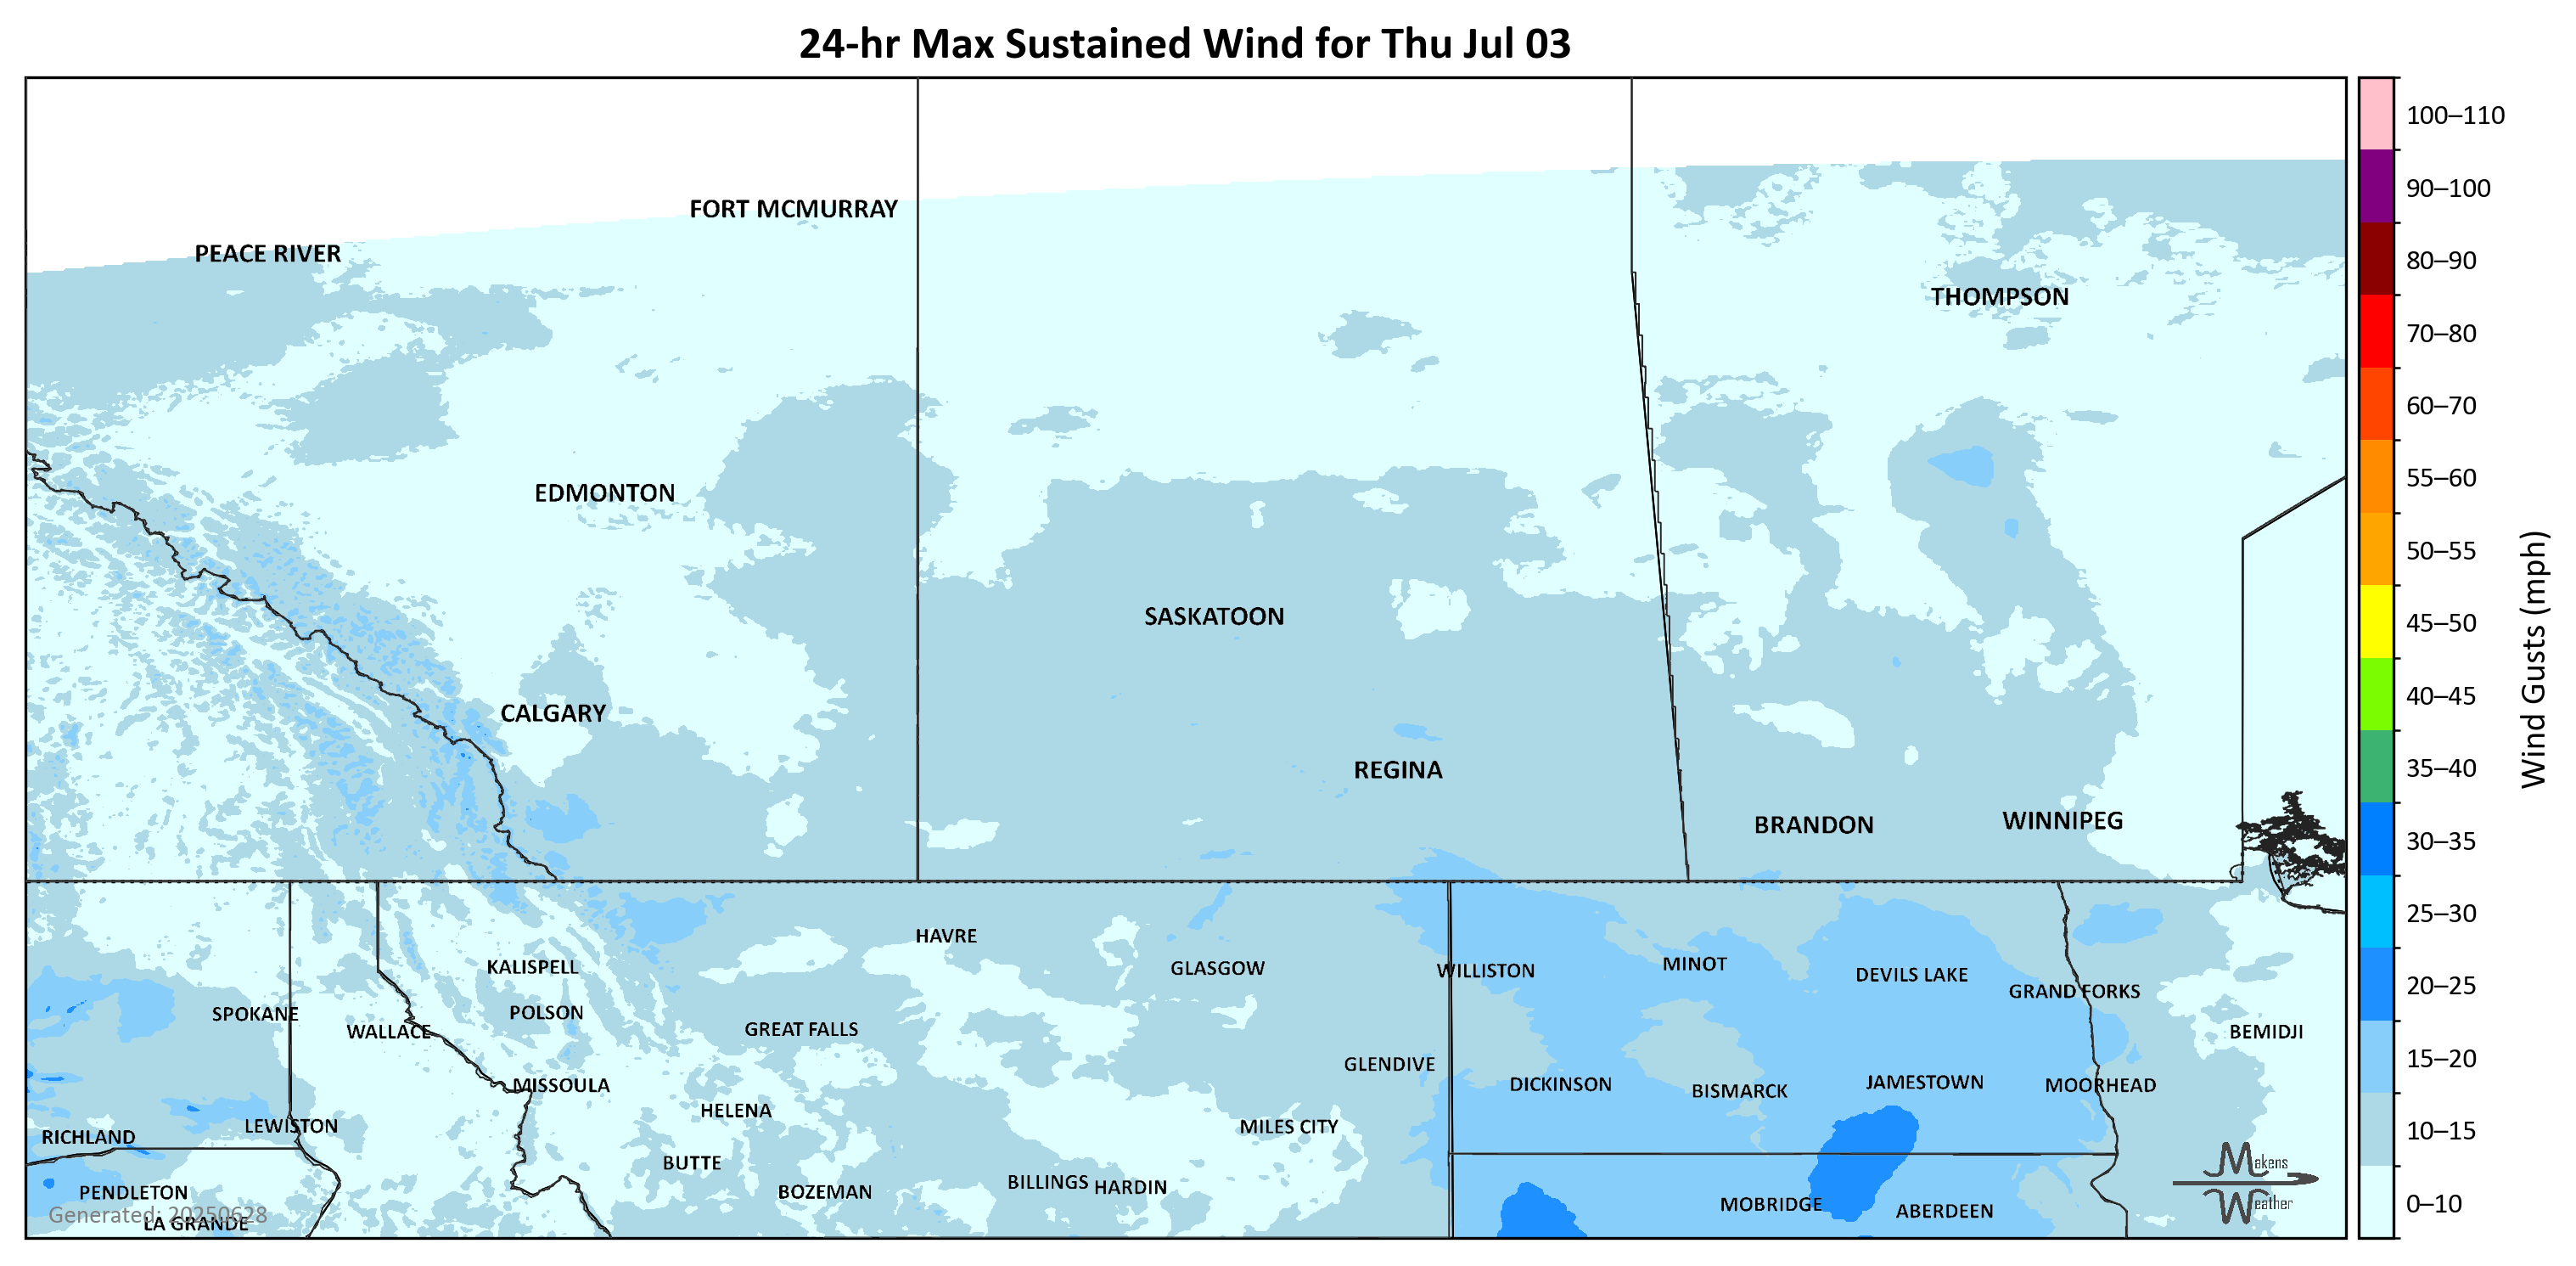 24-hr Max Sustained Wind for Thu Jul 03
100–110
FORT MCMURRAY
90–100
PEACE RIVER
80–90
THOMPSON
70–80
60–70
EDMONTON
55–60
50–55
SASKATOON
45–50
CALGARY
40–45
REGINA
35–40
Wind Gusts (mph)
BRANDON
WINNIPEG
30–35
HAVRE
25–30
KALISPELL
GLASGOW
WILLISTON
MINOT
DEVILS LAKE
20–25
GRAND FORKS
SPOKANE
POLSON
WALLACE
GREAT FALLS
BEMIDJI
15–20
GLENDIVE
MISSOULA
DICKINSON
BISMARCK
JAMESTOWN
MOORHEAD
HELENA
LEWISTON
MILES CITY
10–15
RICHLAND
BUTTE
Makens
Weather
PENDLETON
BOZEMAN
BILLINGS
HARDIN
MOBRIDGE
ABERDEEN
0–10
Generated: 20250628
LA GRANDE